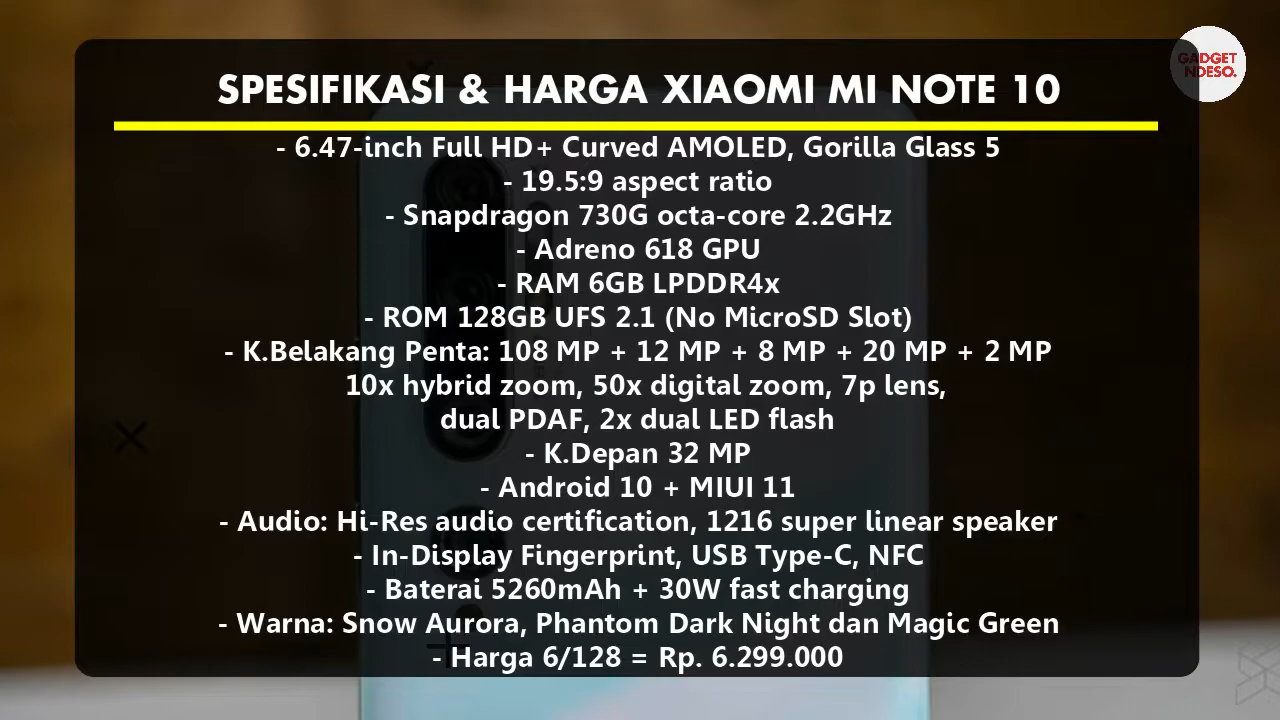 GADGET
NDESO.
SPESIFIKASI & HARGA XIAOMI MI NOTE 10
- 6.47-inch Full HD+ Curved AMOLED, Gorilla Glass 5
- 19.5:9 aspect ratio
- Snapdragon 730G octa-core 2.2GHz
- Adreno 618 GPU
- RAM 6GB LPDDR4x
- ROM 128GB UFS 2.1 (No MicroSD Slot)
- K.Belakang Penta: 108 MP + 12 MP + 8 MP + 20 MP + 2 MP
10x hybrid zoom, 50x digital zoom, 7p lens,
dual PDAF, 2x dual LED flash
- K.Depan 32 MP
- Android 10 + MIUI 11
- Audio: Hi-Res audio certification, 1216 super linear speaker
- In-Display Fingerprint, USB Type-C, NFC
- Baterai 5260mAh + 30W fast charging
- Warna: Snow Aurora, Phantom Dark Night dan Magic Green
- Harga 6/128 = Rp. 6.299.000